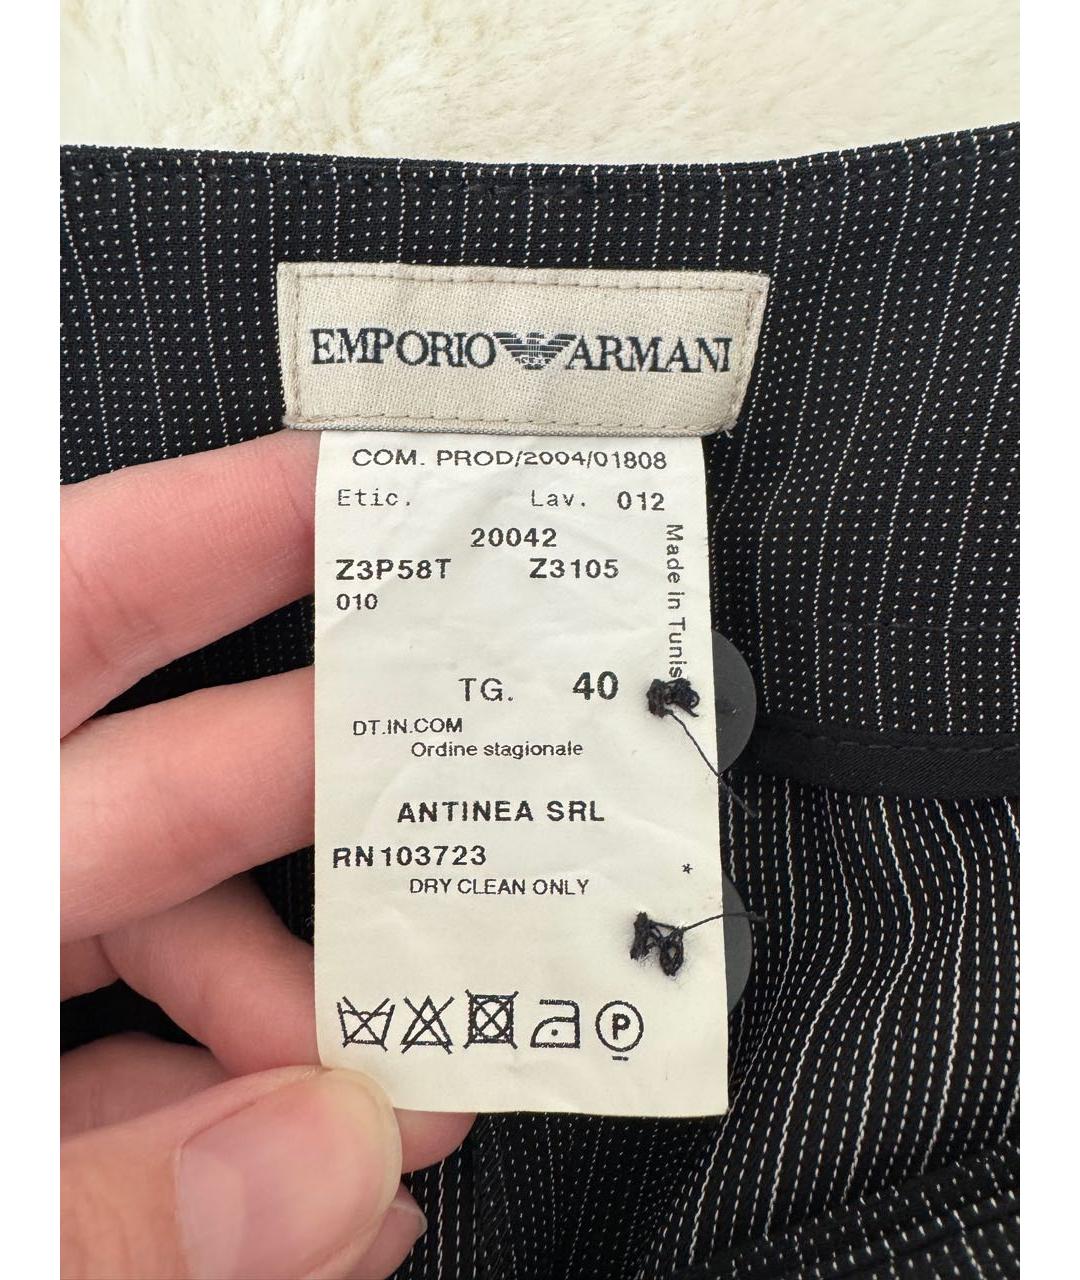 EMPORIO ARMANI
COM. PROD/2004/01808
Etic. Lav. 012
20042
Z3P58T Z3105
010
Made in Tunis
TG. 40
DT.IN.COM
Ordine stagionale
ANTINEA SRL
RN103723
*
DRY CLEAN ONLY
P